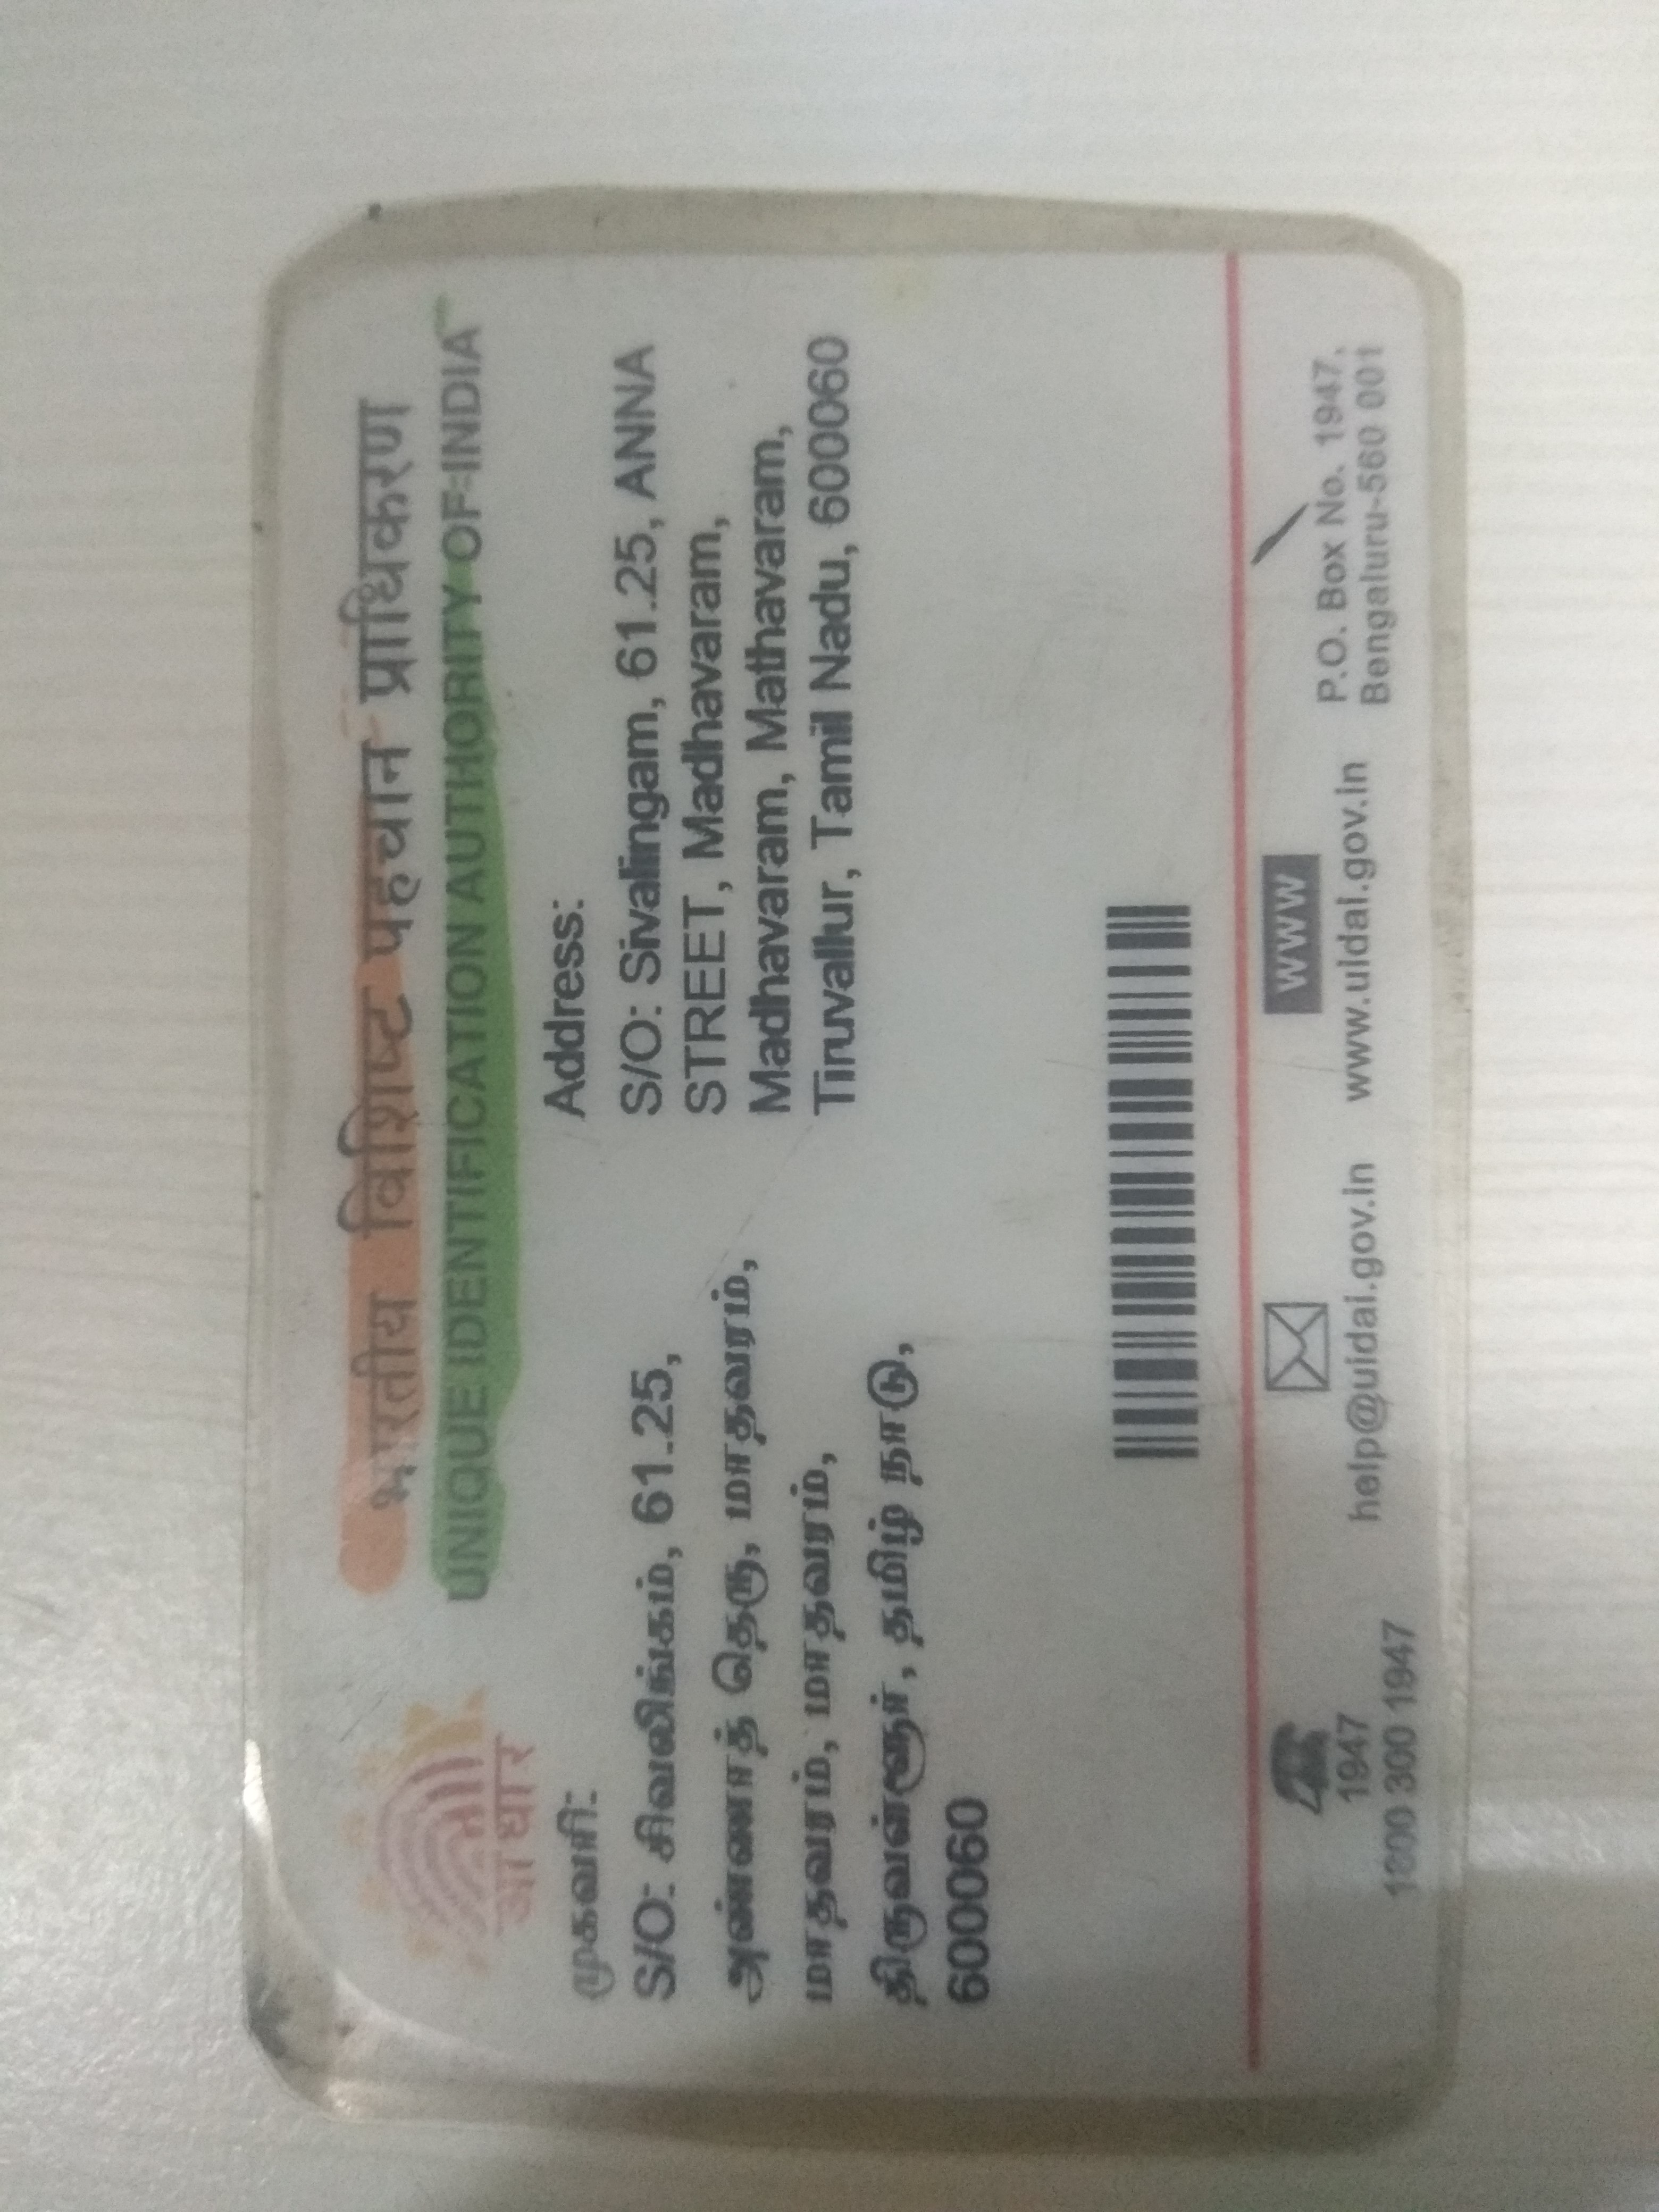 भारतीय विशिष्ट पहचान प्राधिकरण
UNIQUE IDENTIFICATION AUTHORITY OF INDIA
आधार
முகவரி:
S/O: சிவலிங்கம், 61.25,
அண்ணாத் தெரு, மாதவரம்,
மாதவரம், மாதவரம்,
திருவள்ளூர், தமிழ் நாடு,
600060
Address:
S/O: Sivalingam, 61.25, ANNA
STREET, Madhavaram,
Madhavaram, Mathavaram,
Tiruvallur, Tamil Nadu, 600060
1947
1800 300 1947
help@uidai.gov.in
WWW
www.uidai.gov.in
P.O. Box No. 1947,
Bengaluru-560 001